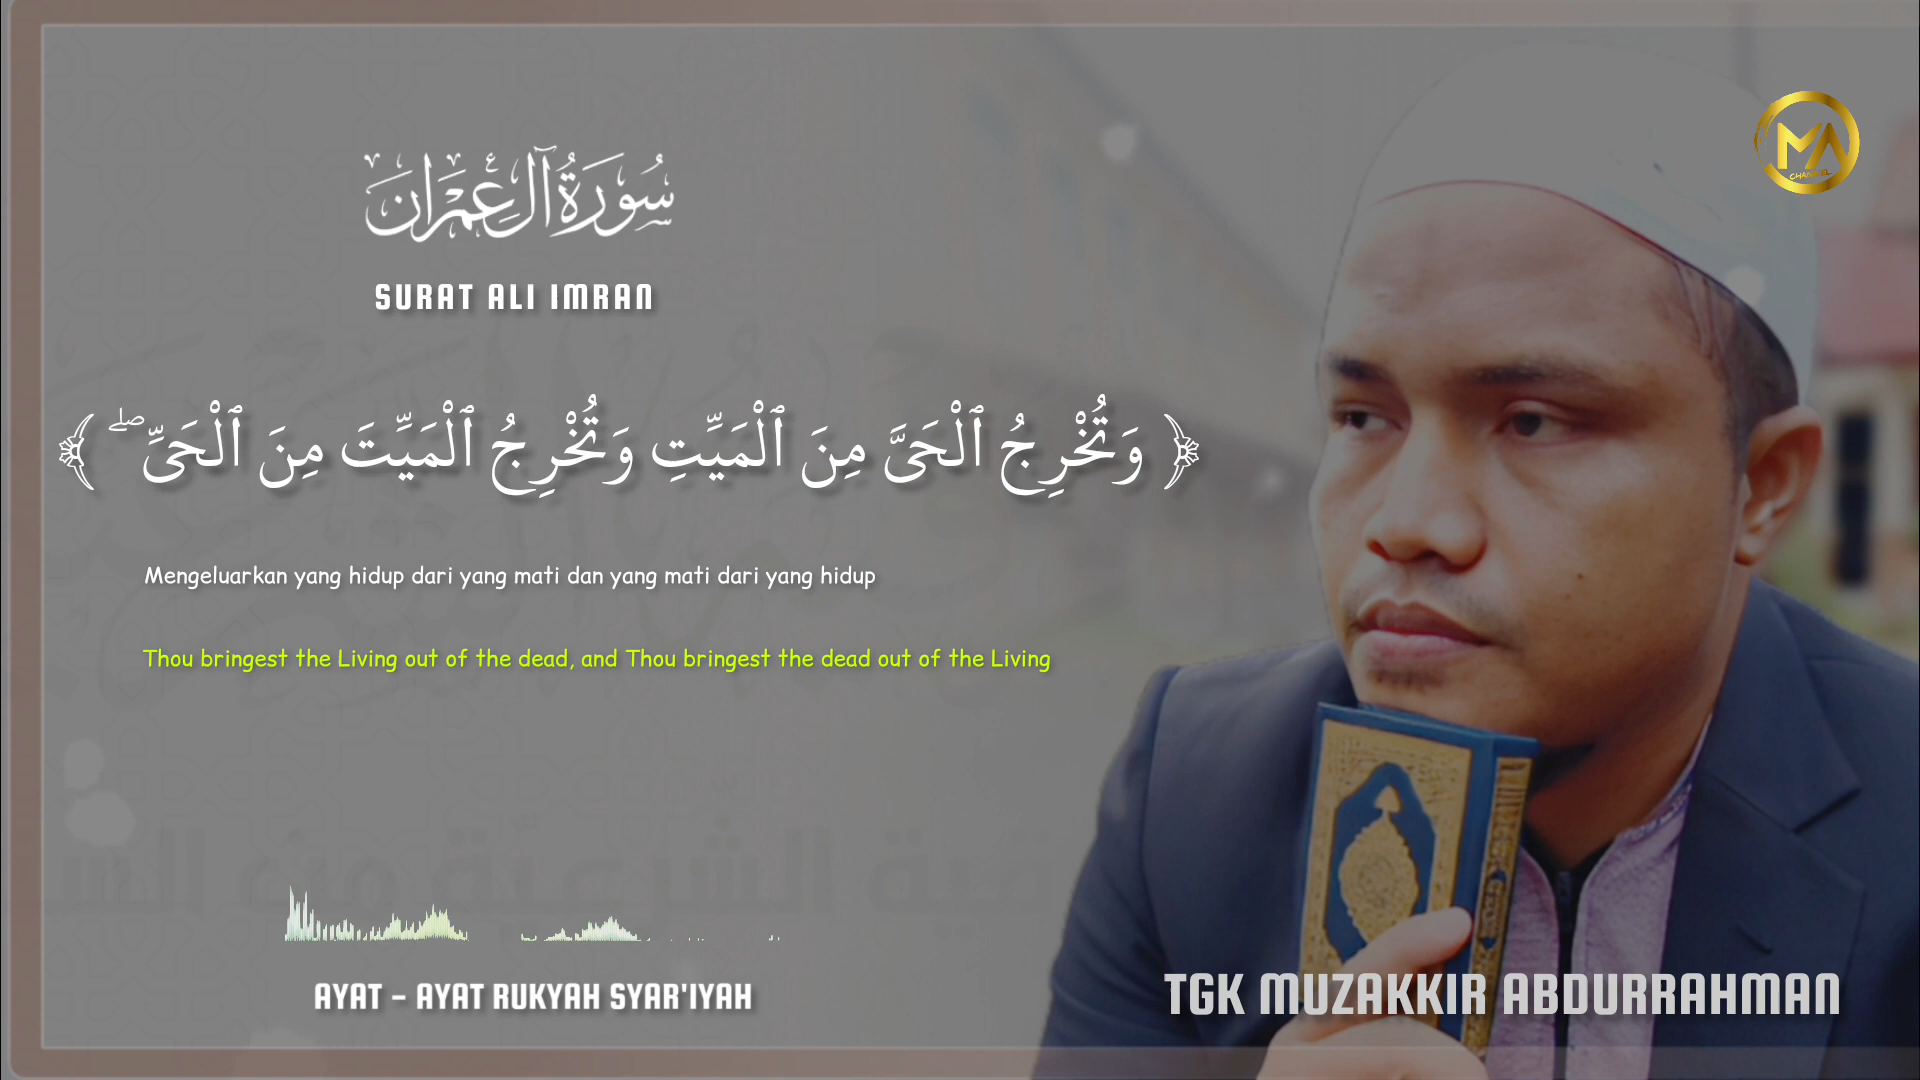 سُورَةُ آلِ عِمْرَان
SURAT ALI IMRAN
﴿ وَتُخْرِجُ ٱلْحَىَّ مِنَ ٱلْمَيِّتِ وَتُخْرِجُ ٱلْمَيِّتَ مِنَ ٱلْحَىِّ ۖ ﴾
Mengeluarkan yang hidup dari yang mati dan yang mati dari yang hidup
Thou bringest the Living out of the dead, and Thou bringest the dead out of the Living
AYAT - AYAT RUKYAH SYAR'IYAH
TGK MUZAKKIR ABDURRAHMAN
MA
CHANNEL